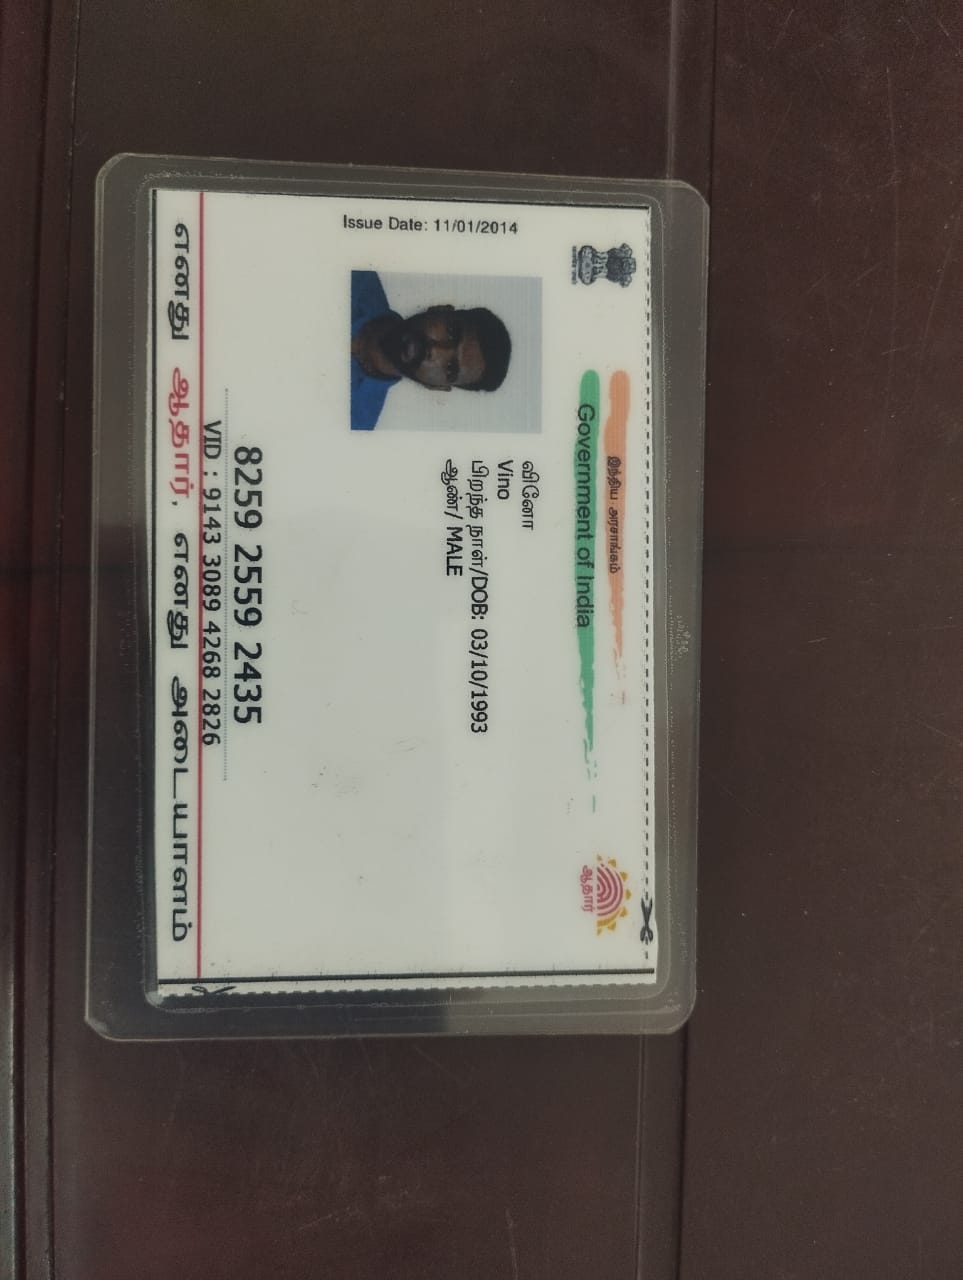 இந்திய அரசாங்கம்
Government of India
Issue Date: 11/01/2014
வினோ
Vino
பிறந்த நாள்/DOB: 03/10/1993
ஆண்/ MALE
ஆதார்
8259 2559 2435
VID : 9143 3089 4268 2826
எனது ஆதார், எனது அடையாளம்